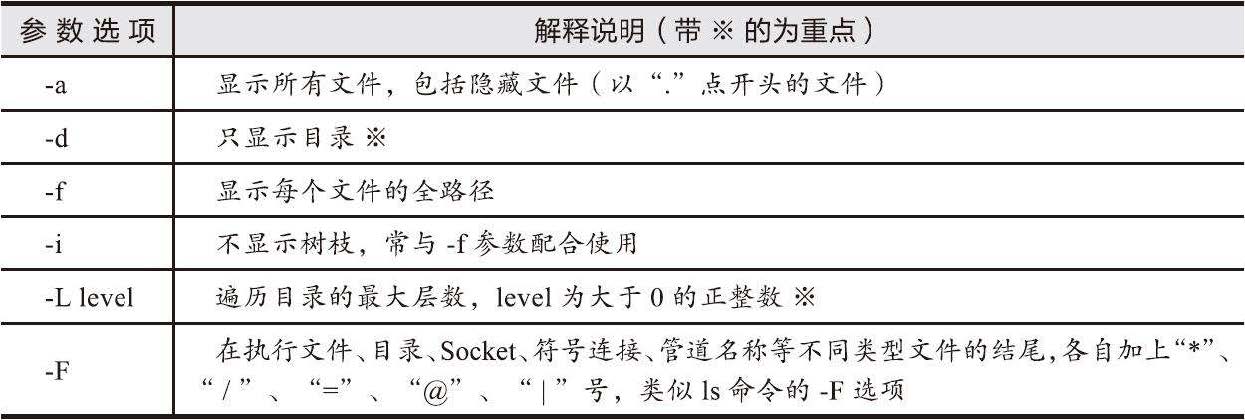 参数选项 解释说明（带 ※ 的为重点）
-a 显示所有文件，包括隐藏文件（以“.”点开头的文件）
-d 只显示目录 ※
-f 显示每个文件的全路径
-i 不显示树枝，常与 -f 参数配合使用
-L level 遍历目录的最大层数，level 为大于 0 的正整数 ※
-F 在执行文件、目录、Socket、符号连接、管道名称等不同类型文件的结尾，各自加上“*”、
“/”、“=”、“@”、“|”号，类似 ls 命令的 -F 选项